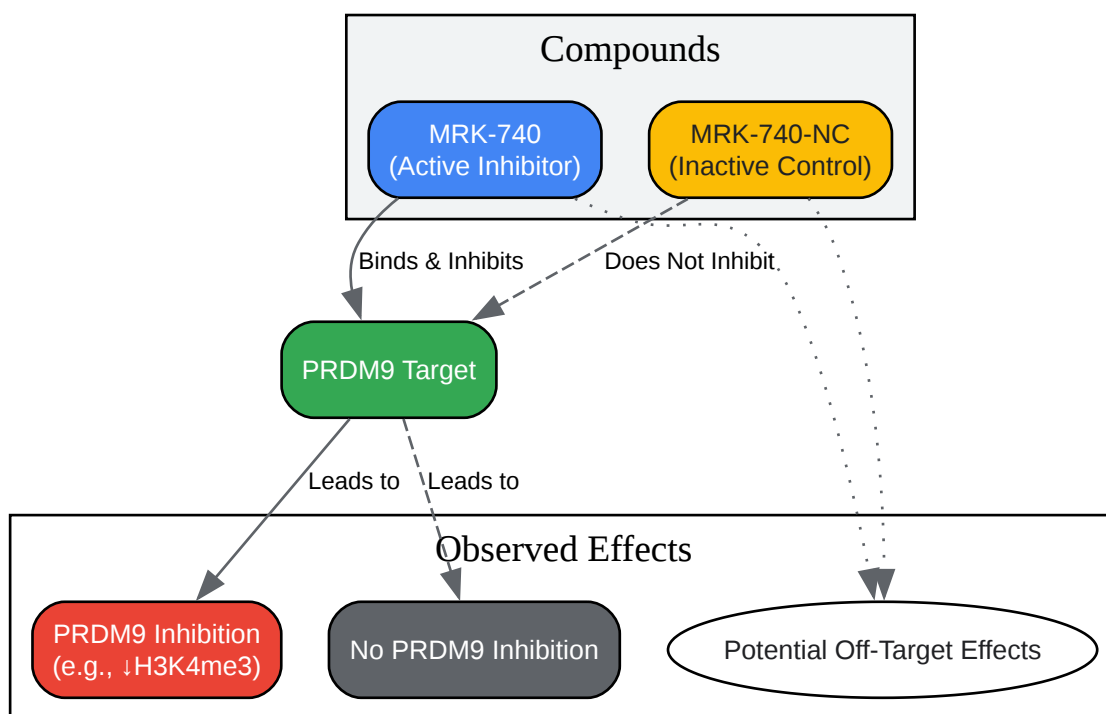 Compounds
MRK-740
(Active Inhibitor)
MRK-740-NC
(Inactive Control)
Binds & Inhibits
Does Not Inhibit
PRDM9 Target
Leads to
Leads to
Observed Effects
PRDM9 Inhibition
(e.g., ↓H3K4me3)
No PRDM9 Inhibition
Potential Off-Target Effects